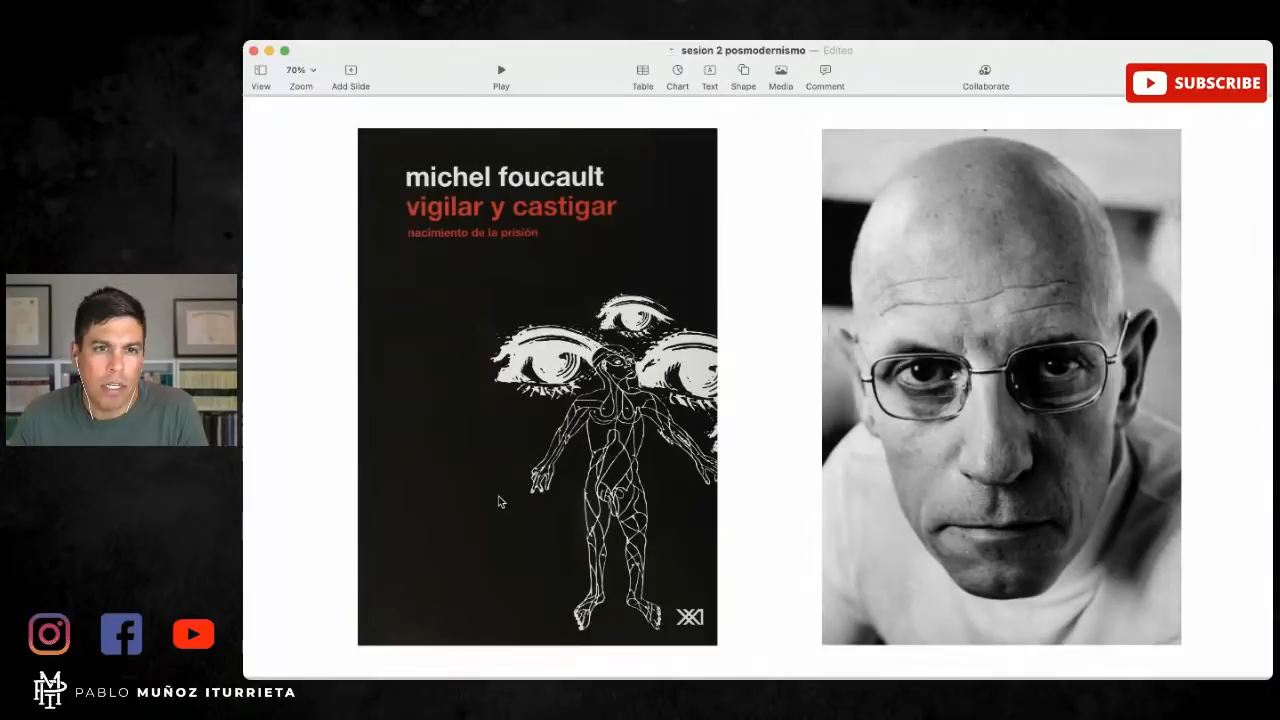 sesion 2 posmodernismo — Edited
70%
View
Zoom
Add Slide
Play
Table
Chart
Text
Shape
Media
Comment
Collaborate
SUBSCRIBE
michel foucault
vigilar y castigar
nacimiento de la prisión
XXI
PABLO MUÑOZ ITURRIETA